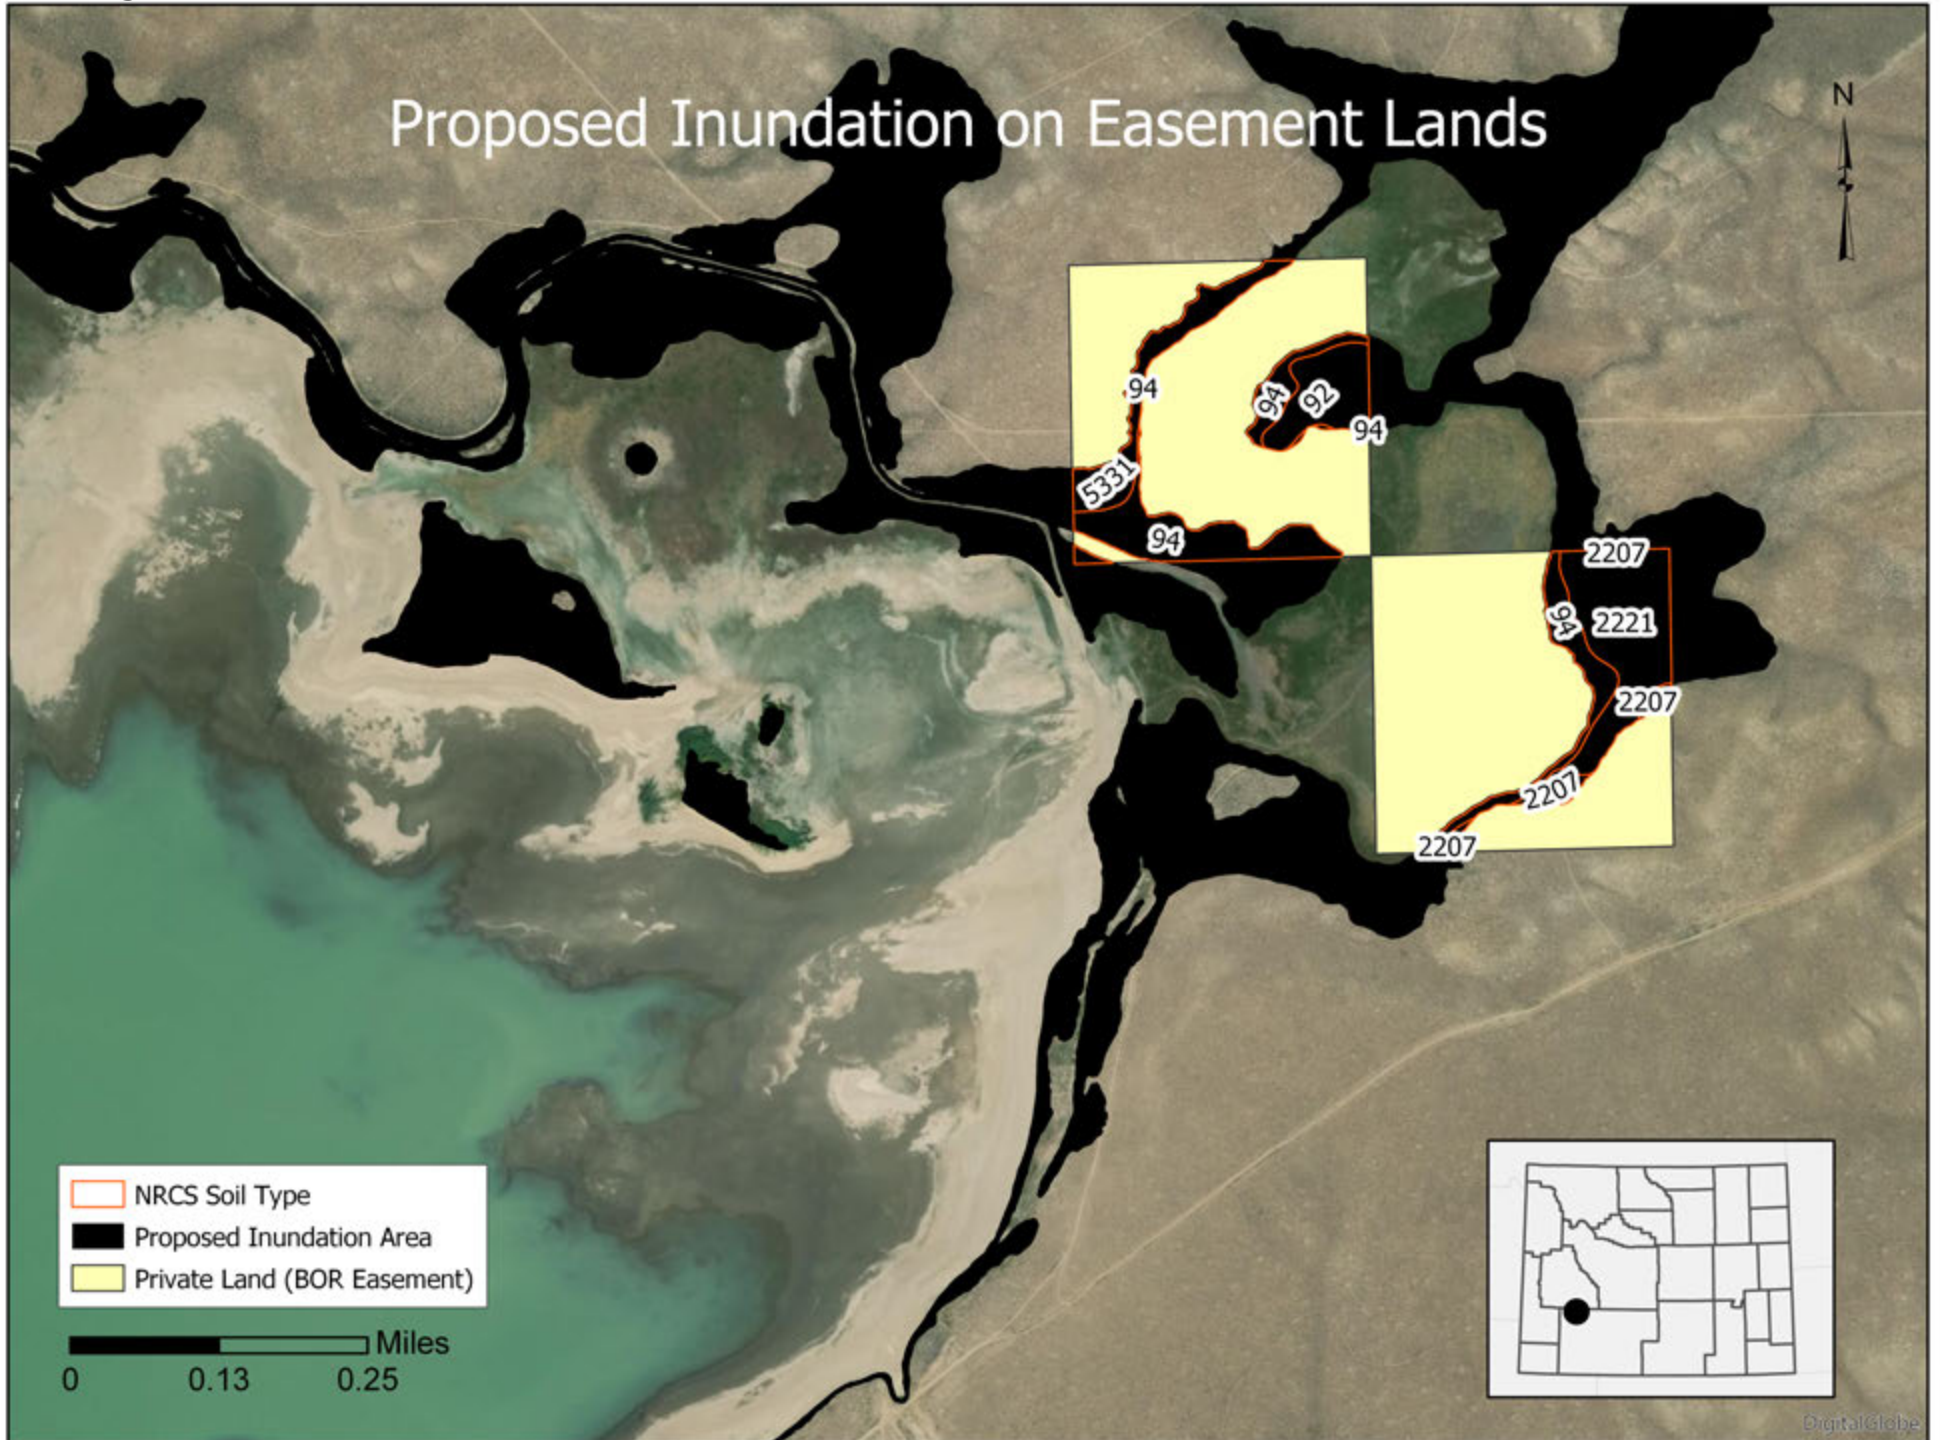 Proposed Inundation on Easement Lands
N
94
94
92
94
5331
94
2207
94
2221
2207
2207
2207
NRCS Soil Type
Proposed Inundation Area
Private Land (BOR Easement)
Miles
0 0.13 0.25
DigitalGlobe